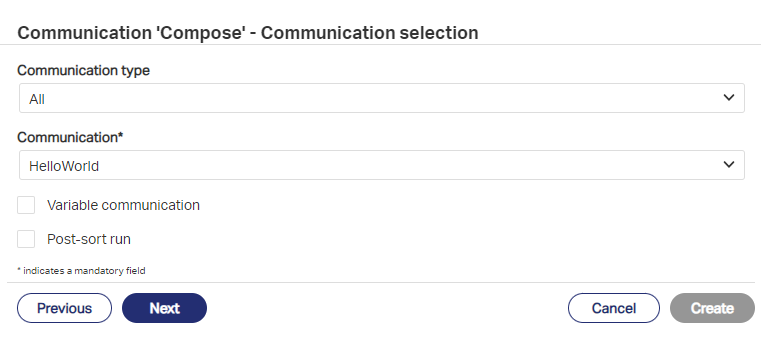 Communication 'Compose' - Communication selection
Communication type
All
Communication*
HelloWorld
Variable communication
Post-sort run
* indicates a mandatory field
Previous Next Cancel Create